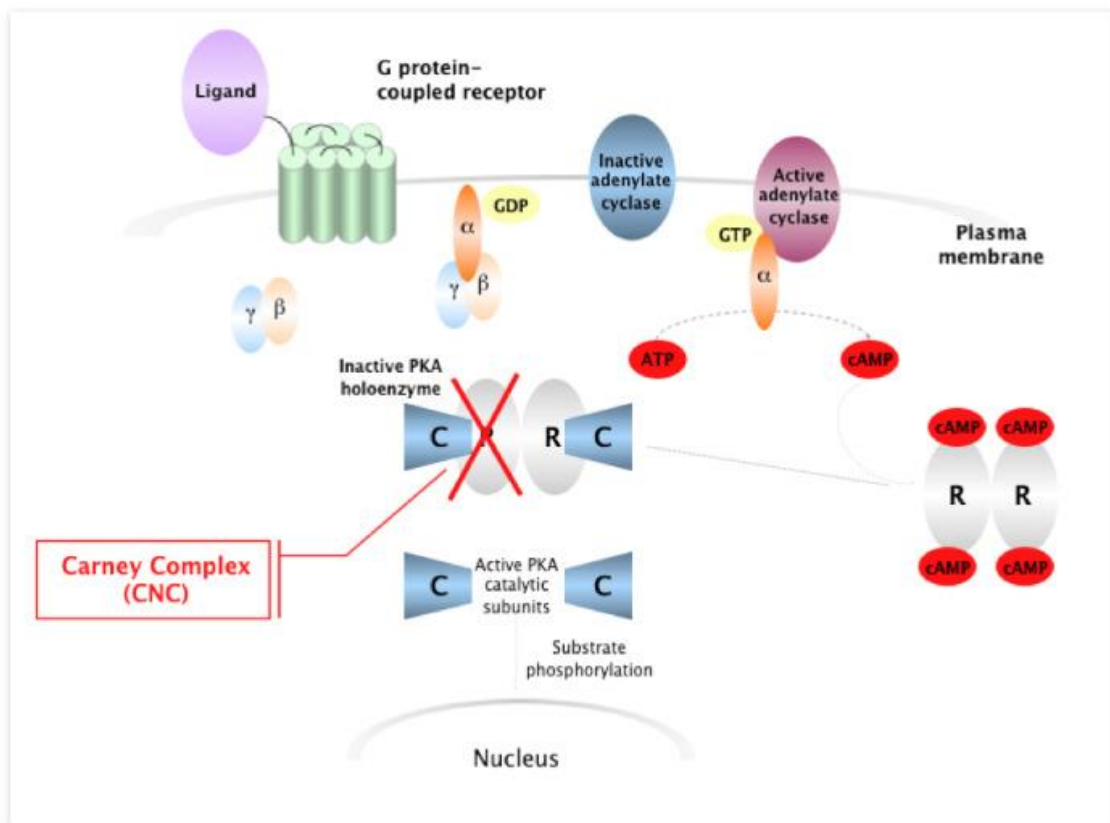 Ligand
G protein-
coupled receptor
Inactive
adenylate
cyclase
Active
adenylate
cyclase
GDP
GTP
Plasma
membrane
α
γ
β
γ
β
α
ATP
cAMP
Inactive PKA
holoenzyme
C
R
R
C
cAMP
cAMP
R
R
cAMP
cAMP
Carney Complex
(CNC)
C
Active PKA
catalytic
subunits
C
Substrate
phosphorylation
Nucleus